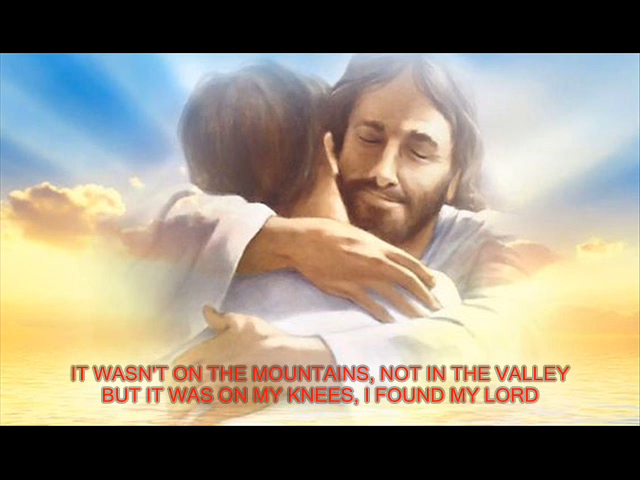 IT WASN'T ON THE MOUNTAINS, NOT IN THE VALLEY
BUT IT WAS ON MY KNEES, I FOUND MY LORD